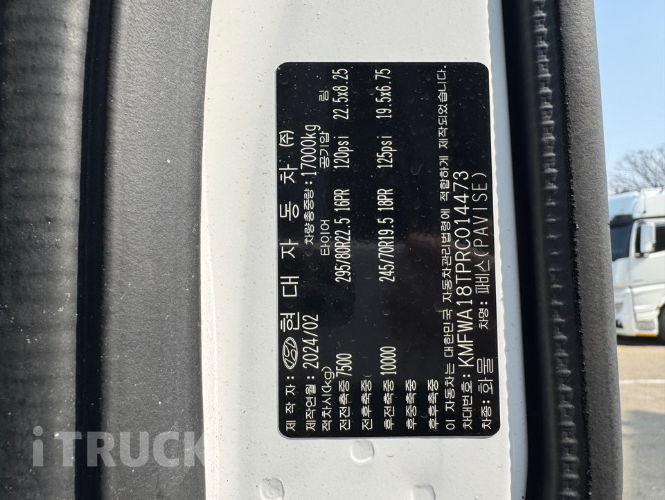 제 작 자 : 현 대 자 동 차 (주)
제작연월: 2024/02 차량총중량:17000kg
적차시(kg) 타이어 공기압 림
전전축중 7500 295/80R22.5 16PR 120psi 22.5x8.25
전후축중
후전축중 10000 245/70R19.5 18PR 125psi 19.5x6.75
후중축중
후후축중
이 자동차는 대한민국 자동차관리법령에 적합하게 제작되었습니다.
차대번호: KMFWA18TPRC014473
차종: 화 물 차명: 파비스(PAVISE)
iTRUCK